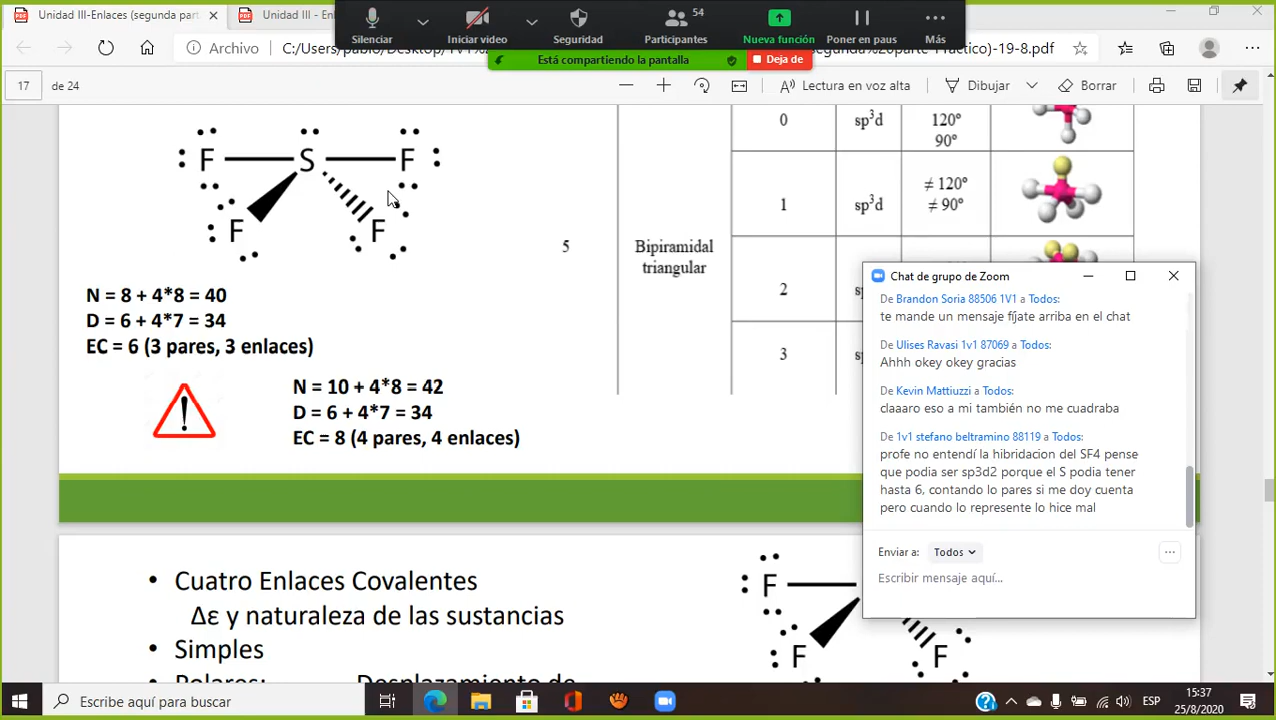 Unidad III-Enlaces (segunda part
Unidad III - En
Silenciar
Iniciar video
Seguridad
54
Participantes
Nueva función
Poner en paus
Más
Está compartiendo la pantalla
Deja de
Archivo
C:/Users/pablo/Desktop/1V1
segunda%20parte
Practico)-19-8.pdf
17
de 24
Lectura en voz alta
Dibujar
Borrar
F S F
F F
N = 8 + 4*8 = 40
D = 6 + 4*7 = 34
EC = 6 (3 pares, 3 enlaces)
!
N = 10 + 4*8 = 42
D = 6 + 4*7 = 34
EC = 8 (4 pares, 4 enlaces)
5
Bipiramidal
triangular
0
sp³d
120°
90°
1
sp³d
≠ 120°
≠ 90°
2
3
Chat de grupo de Zoom
De Brandon Soria 88506 1V1 a Todos:
te mande un mensaje fíjate arriba en el chat
De Ulises Ravasi 1v1 87069 a Todos:
Ahhh okey okey gracias
De Kevin Mattiuzzi a Todos:
claaaro eso a mi también no me cuadraba
De 1v1 stefano beltramino 88119 a Todos:
profe no entendí la hibridacion del SF4 pense
que podia ser sp3d2 porque el S podia tener
hasta 6, contando lo pares si me doy cuenta
pero cuando lo represente lo hice mal
Enviar a: Todos
Escribir mensaje aquí...
• Cuatro Enlaces Covalentes
Δε y naturaleza de las sustancias
• Simples
• Polares: Desplazamiento de
F
F F
Escribe aquí para buscar
ESP
15:37
25/8/2020